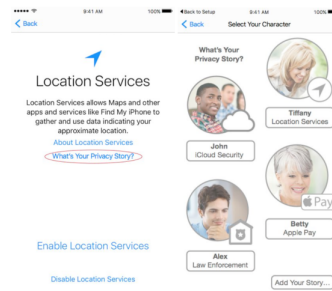 9:41 AM 100%
Back
Location Services
Location Services allows Maps and other
apps and services like Find My iPhone to
gather and use data indicating your
approximate location.
About Location Services
What's Your Privacy Story?
Enable Location Services
Disable Location Services
Back to Setup 9:41 AM 100%
Back Select Your Character
What's Your
Privacy Story?
Tiffany
Location Services
John
iCloud Security
Pay
Betty
Apple Pay
Alex
Law Enforcement
Add Your Story...